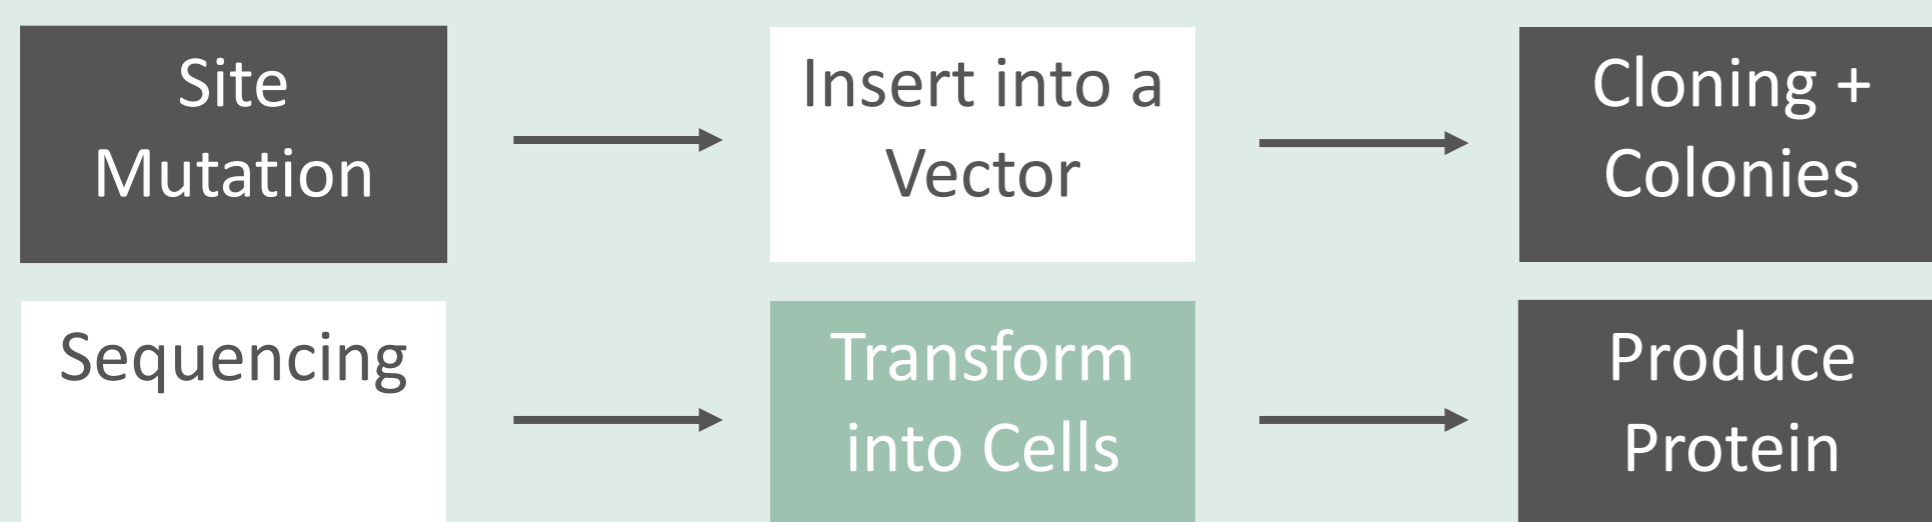 Site
Mutation
Insert into a
Vector
Cloning +
Colonies
Sequencing
Transform
into Cells
Produce
Protein